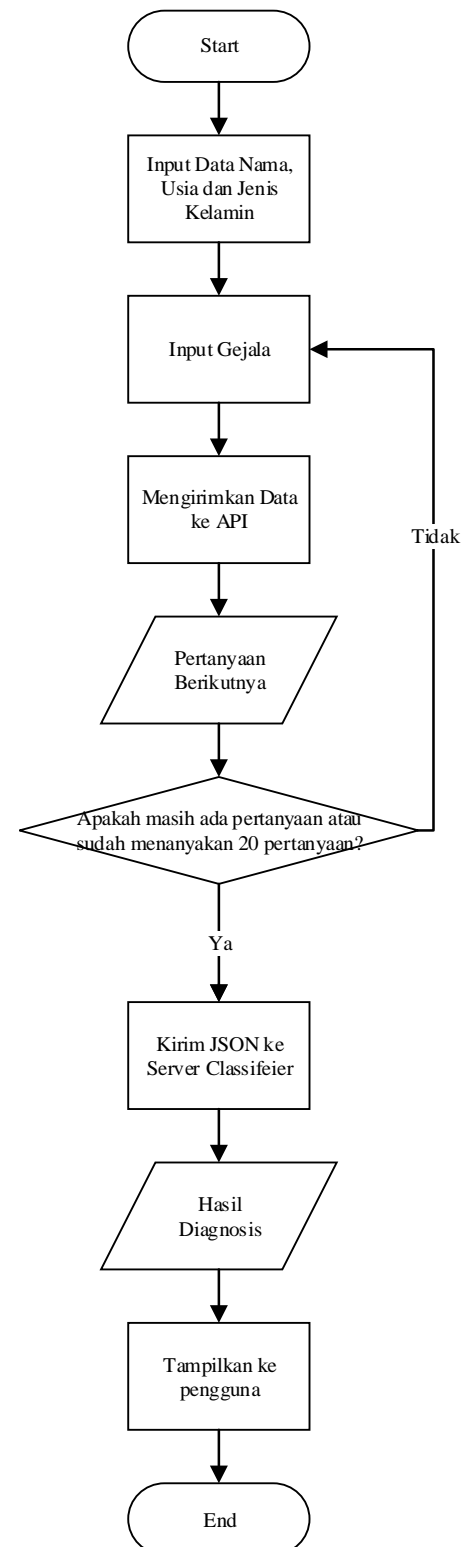 Start
Input Data Nama,
Usia dan Jenis
Kelamin
Input Gejala
Mengirimkan Data
ke API
Tidak
Pertanyaan
Berikutnya
Apakah masih ada pertanyaan atau
sudah menanyakan 20 pertanyaan?
Ya
Kirim JSON ke
Server Classifeier
Hasil
Diagnosis
Tampilkan ke
pengguna
End